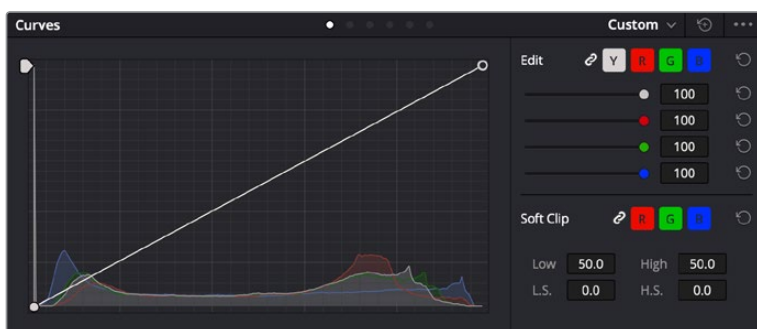 Curves Custom
Edit Y R G B
100
100
100
100
Soft Clip R G B
Low 50.0 High 50.0
L.S. 0.0 H.S. 0.0